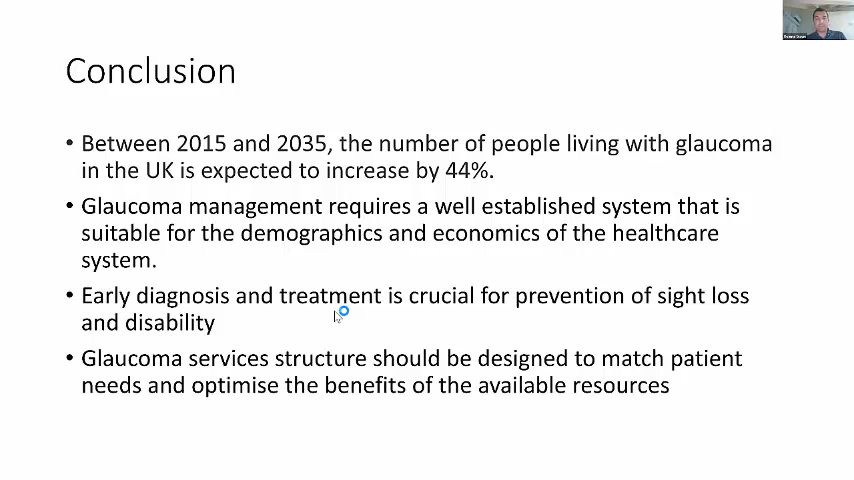 Conclusion
• Between 2015 and 2035, the number of people living with glaucoma
in the UK is expected to increase by 44%.
• Glaucoma management requires a well established system that is
suitable for the demographics and economics of the healthcare
system.
• Early diagnosis and treatment is crucial for prevention of sight loss
and disability
• Glaucoma services structure should be designed to match patient
needs and optimise the benefits of the available resources